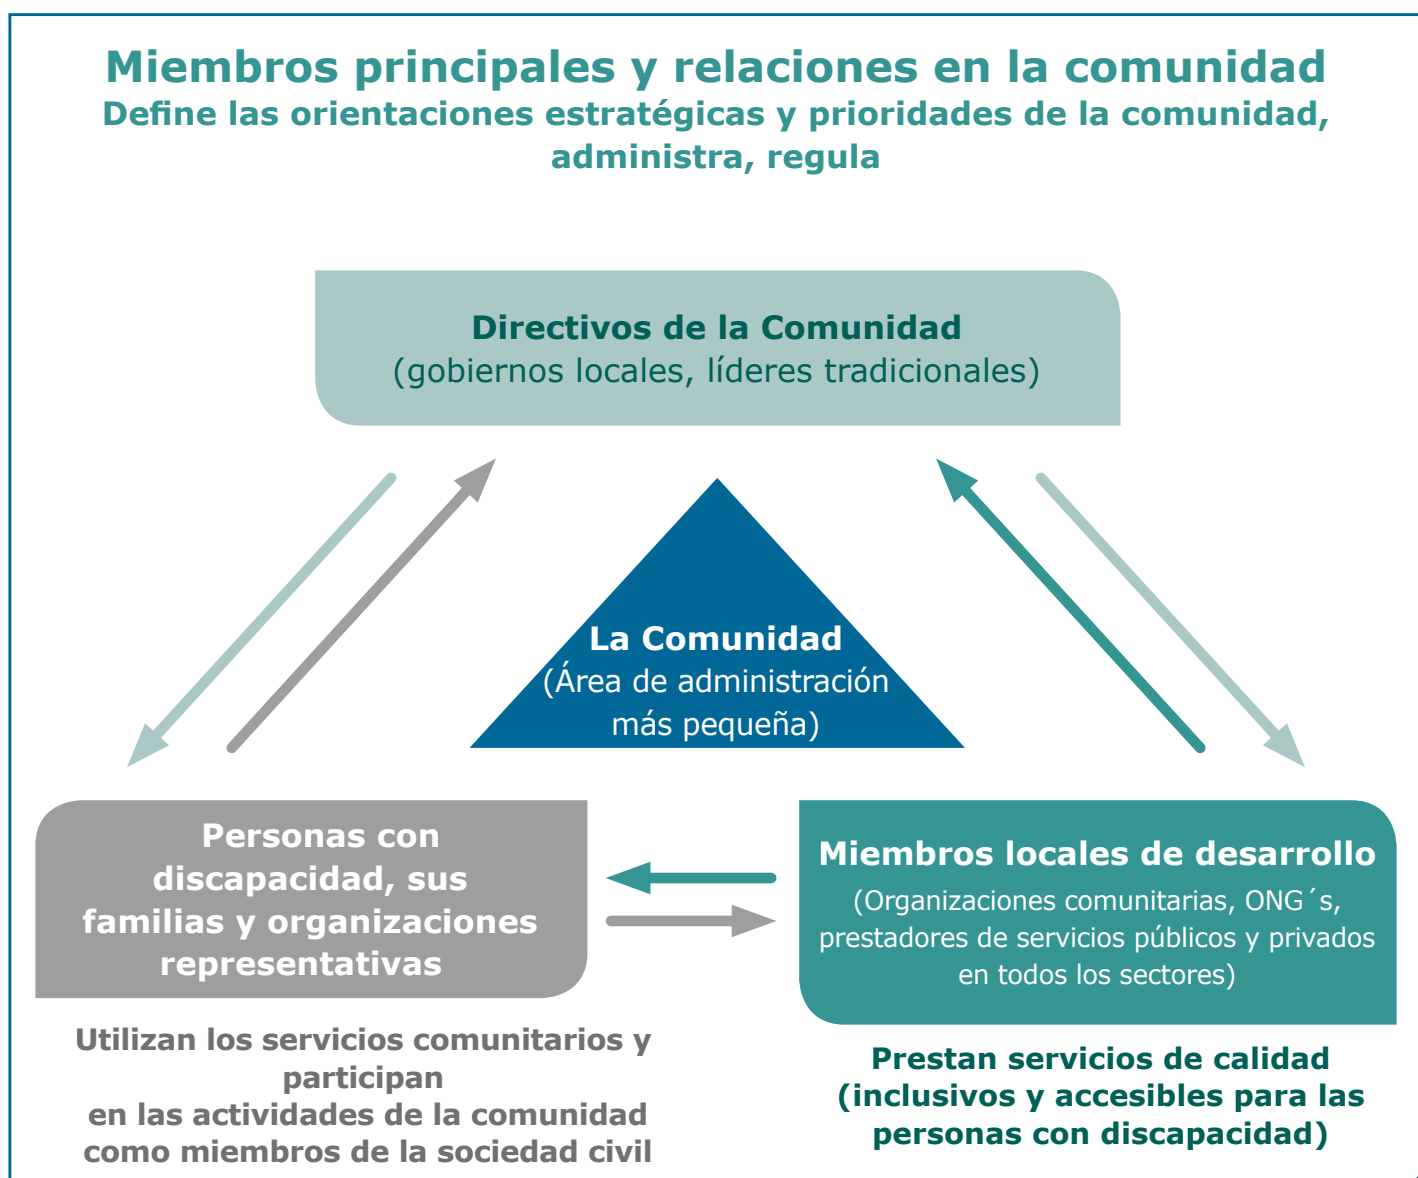 Miembros principales y relaciones en la comunidad
Define las orientaciones estratégicas y prioridades de la comunidad,
administra, regula
Directivos de la Comunidad
(gobiernos locales, líderes tradicionales)
La Comunidad
(Área de administración
más pequeña)
Personas con
discapacidad, sus
familias y organizaciones
representativas
Utilizan los servicios comunitarios y
participan
en las actividades de la comunidad
como miembros de la sociedad civil
Miembros locales de desarrollo
(Organizaciones comunitarias, ONG´s,
prestadores de servicios públicos y privados
en todos los sectores)
Prestan servicios de calidad
(inclusivos y accesibles para las
personas con discapacidad)